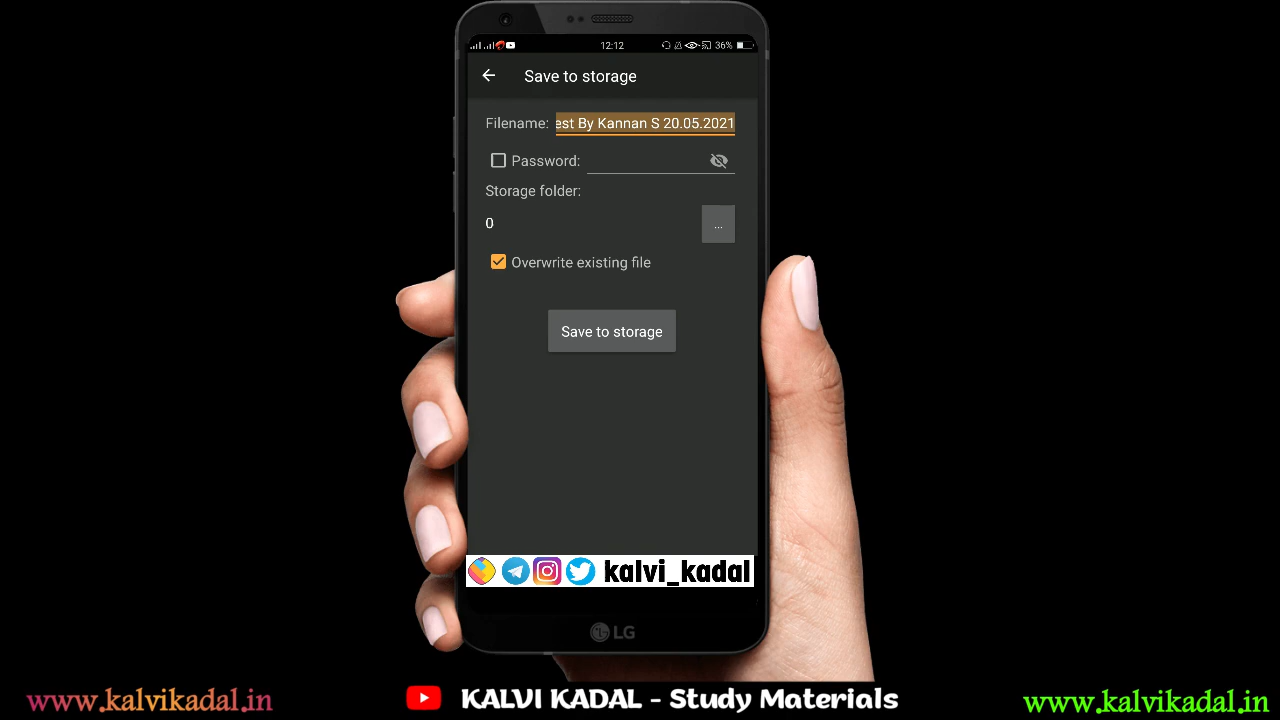 12:12
36%
Save to storage
Filename: est By Kannan S 20.05.2021
Password:
Storage folder:
0
...
Overwrite existing file
Save to storage
kalvi_kadal
LG
www.kalvikadal.in
KALVI KADAL - Study Materials
www.kalvikadal.in